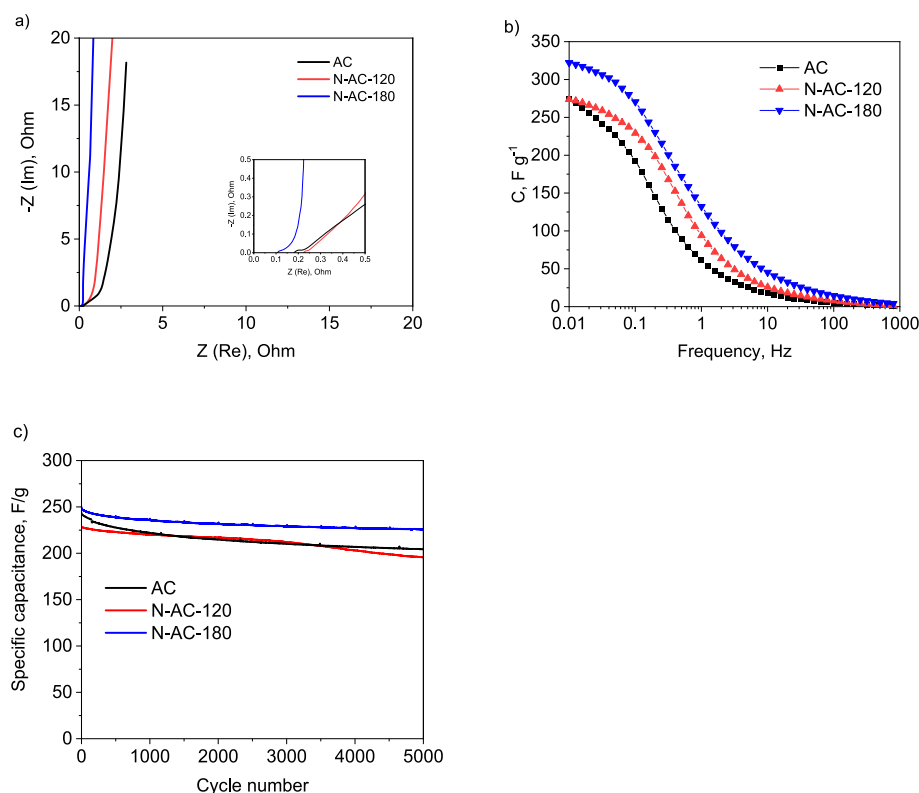 a)
20
15
10
5
0
-Z (Im), Ohm
0
5
10
15
20
Z (Re), Ohm
AC
N-AC-120
N-AC-180
0.5
0.4
0.3
0.2
0.1
0.0
-Z (Im), Ohm
0.0
0.1
0.2
0.3
0.4
0.5
Z (Re), Ohm
b)
350
300
250
200
150
100
50
0
C, F g⁻¹
0.01
0.1
1
10
100
1000
Frequency, Hz
AC
N-AC-120
N-AC-180
c)
300
250
200
150
100
50
0
Specific capacitance, F/g
0
1000
2000
3000
4000
5000
Cycle number
AC
N-AC-120
N-AC-180